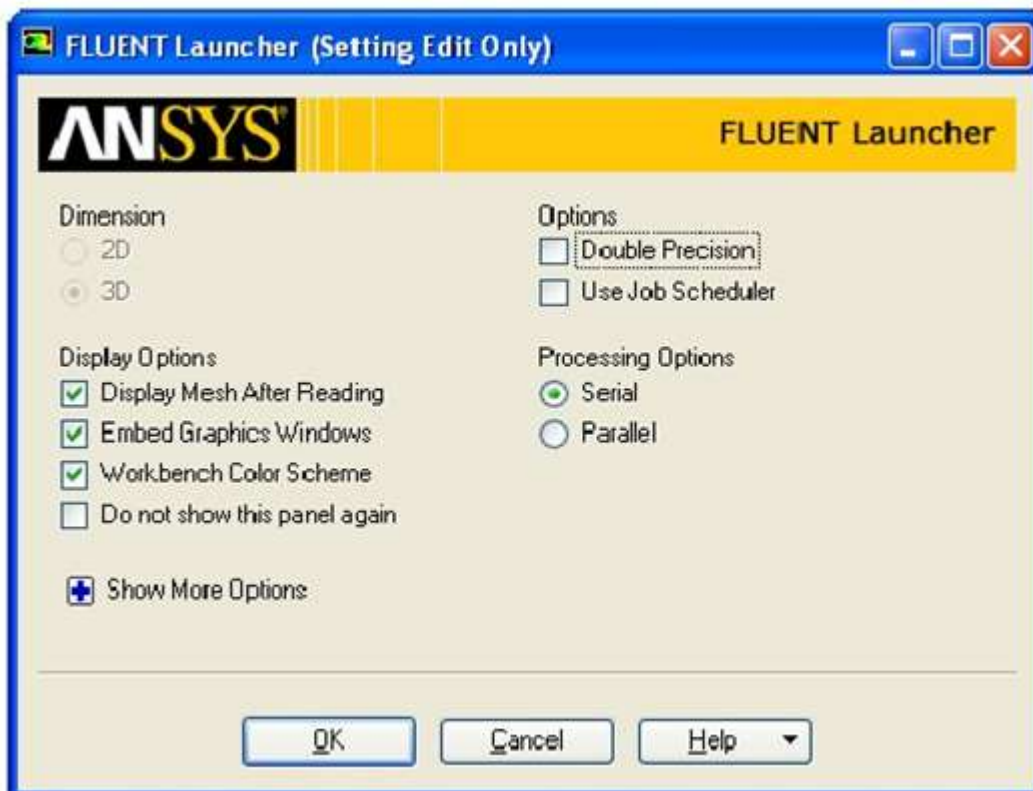 FLUENT Launcher (Setting Edit Only)
ANSYS®
FLUENT Launcher
Dimension
2D
3D
Options
Double Precision
Use Job Scheduler
Display Options
Display Mesh After Reading
Embed Graphics Windows
Workbench Color Scheme
Do not show this panel again
Processing Options
Serial
Parallel
Show More Options
OK
Cancel
Help